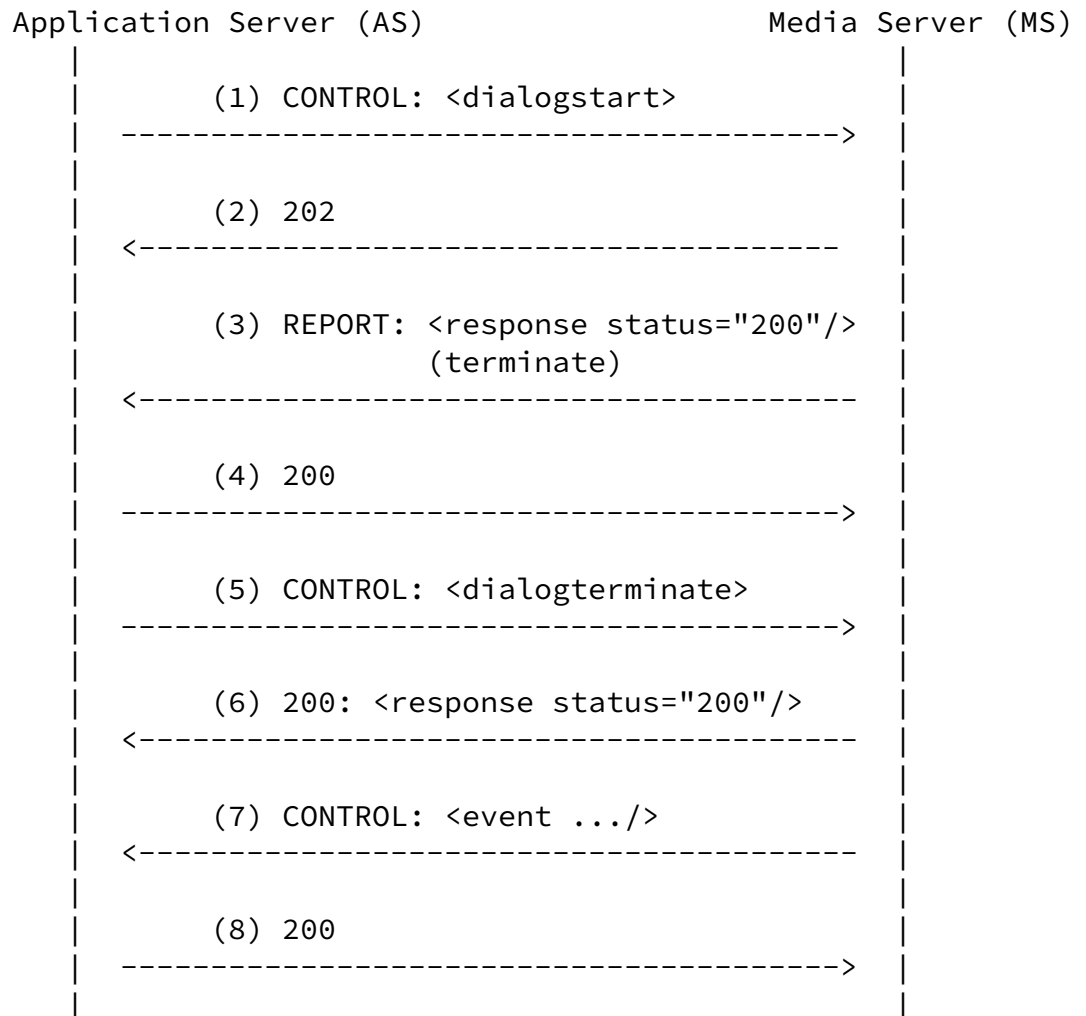 Application Server (AS) Media Server (MS)
(1) CONTROL: <dialogstart>
(2) 202
(3) REPORT: <response status="200"/>
(terminate)
(4) 200
(5) CONTROL: <dialogterminate>
(6) 200: <response status="200"/>
(7) CONTROL: <event .../>
(8) 200